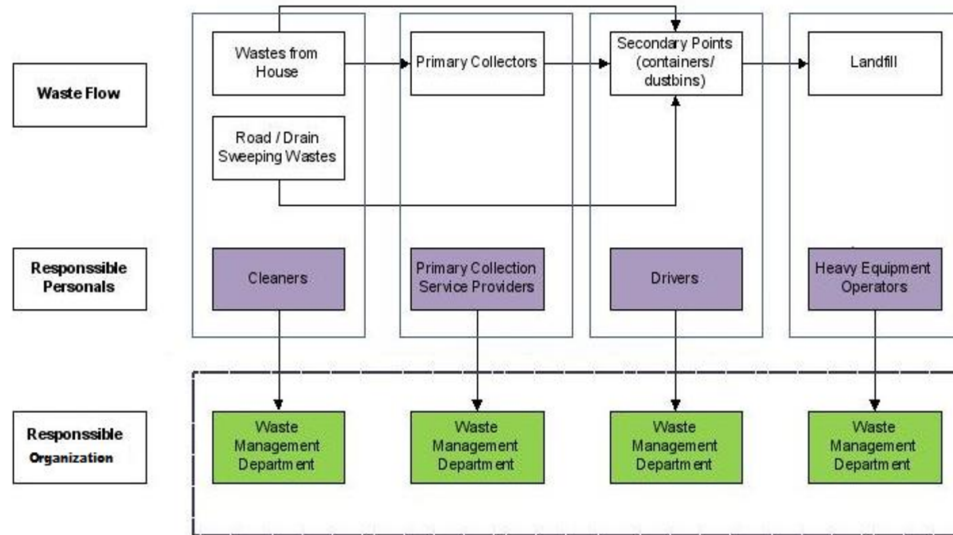 Waste Flow
Wastes from
House
Primary Collectors
Secondary Points
(containers/
dustbins)
Landfill
Road / Drain
Sweeping Wastes
Responssible
Personals
Cleaners
Primary Collection
Service Providers
Drivers
Heavy Equipment
Operators
Responssible
Organization
Waste
Management
Department
Waste
Management
Department
Waste
Management
Department
Waste
Management
Department